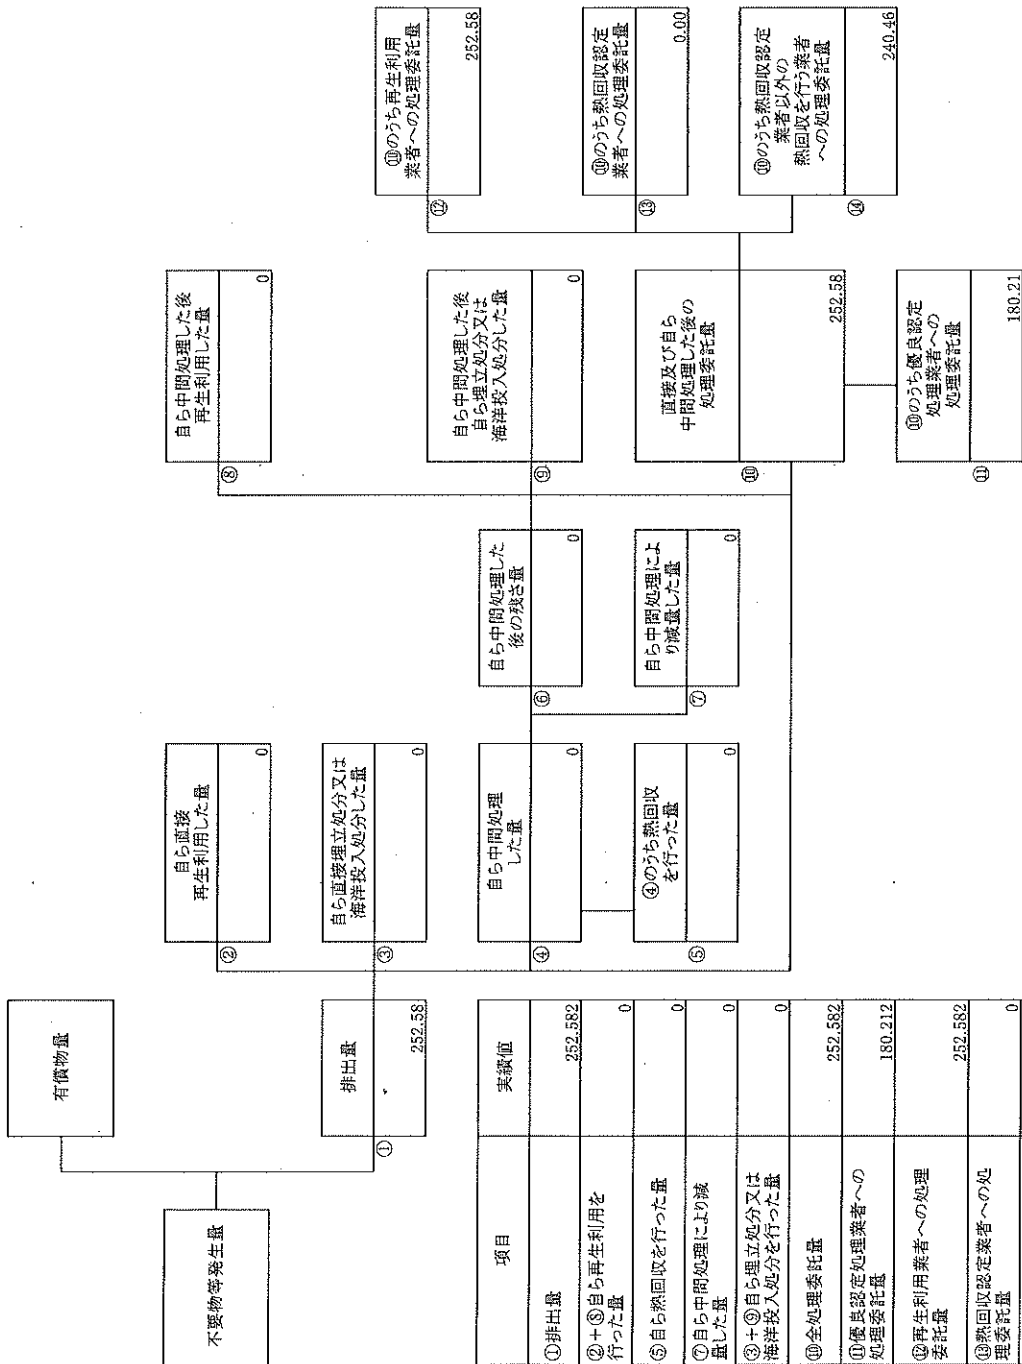 不要物等発生量
有償物量
排出量
①
252.58
自ら直接
再生利用した量
②
0
自ら直接埋立処分又は
海洋投入処分した量
③
0
自ら中間処理
した量
④
0
④のうち熱回収
を行った量
⑤
0
自ら中間処理した
後の残さ量
⑥
0
自ら中間処理によ
り減量した量
⑦
0
自ら中間処理した後
再生利用した量
⑧
0
自ら中間処理した後
自ら埋立処分又は
海洋投入処分した量
⑨
0
直接及び自ら
中間処理した後の
処理委託量
⑩
252.58
⑩のうち優良認定
処理業者への
処理委託量
⑪
180.21
⑩のうち再生利用
業者への処理委託量
⑫
252.58
⑩のうち熱回収認定
業者への処理委託量
⑬
0.00
⑩のうち熱回収認定
業者以外の
熱回収を行う業者
への処理委託量
⑭
240.46
項目
実績値
①排出量
252.582
②+⑧自ら再生利用を
行った量
0
⑤自ら熱回収を行った量
0
⑦自ら中間処理により減
量した量
0
③+⑨自ら埋立処分又は
海洋投入処分を行った量
0
⑩全処理委託量
252.582
⑪優良認定処理業者への
処理委託量
180.212
⑫再生利用業者への処理
委託量
252.582
⑬熱回収認定業者への処
理委託量
0